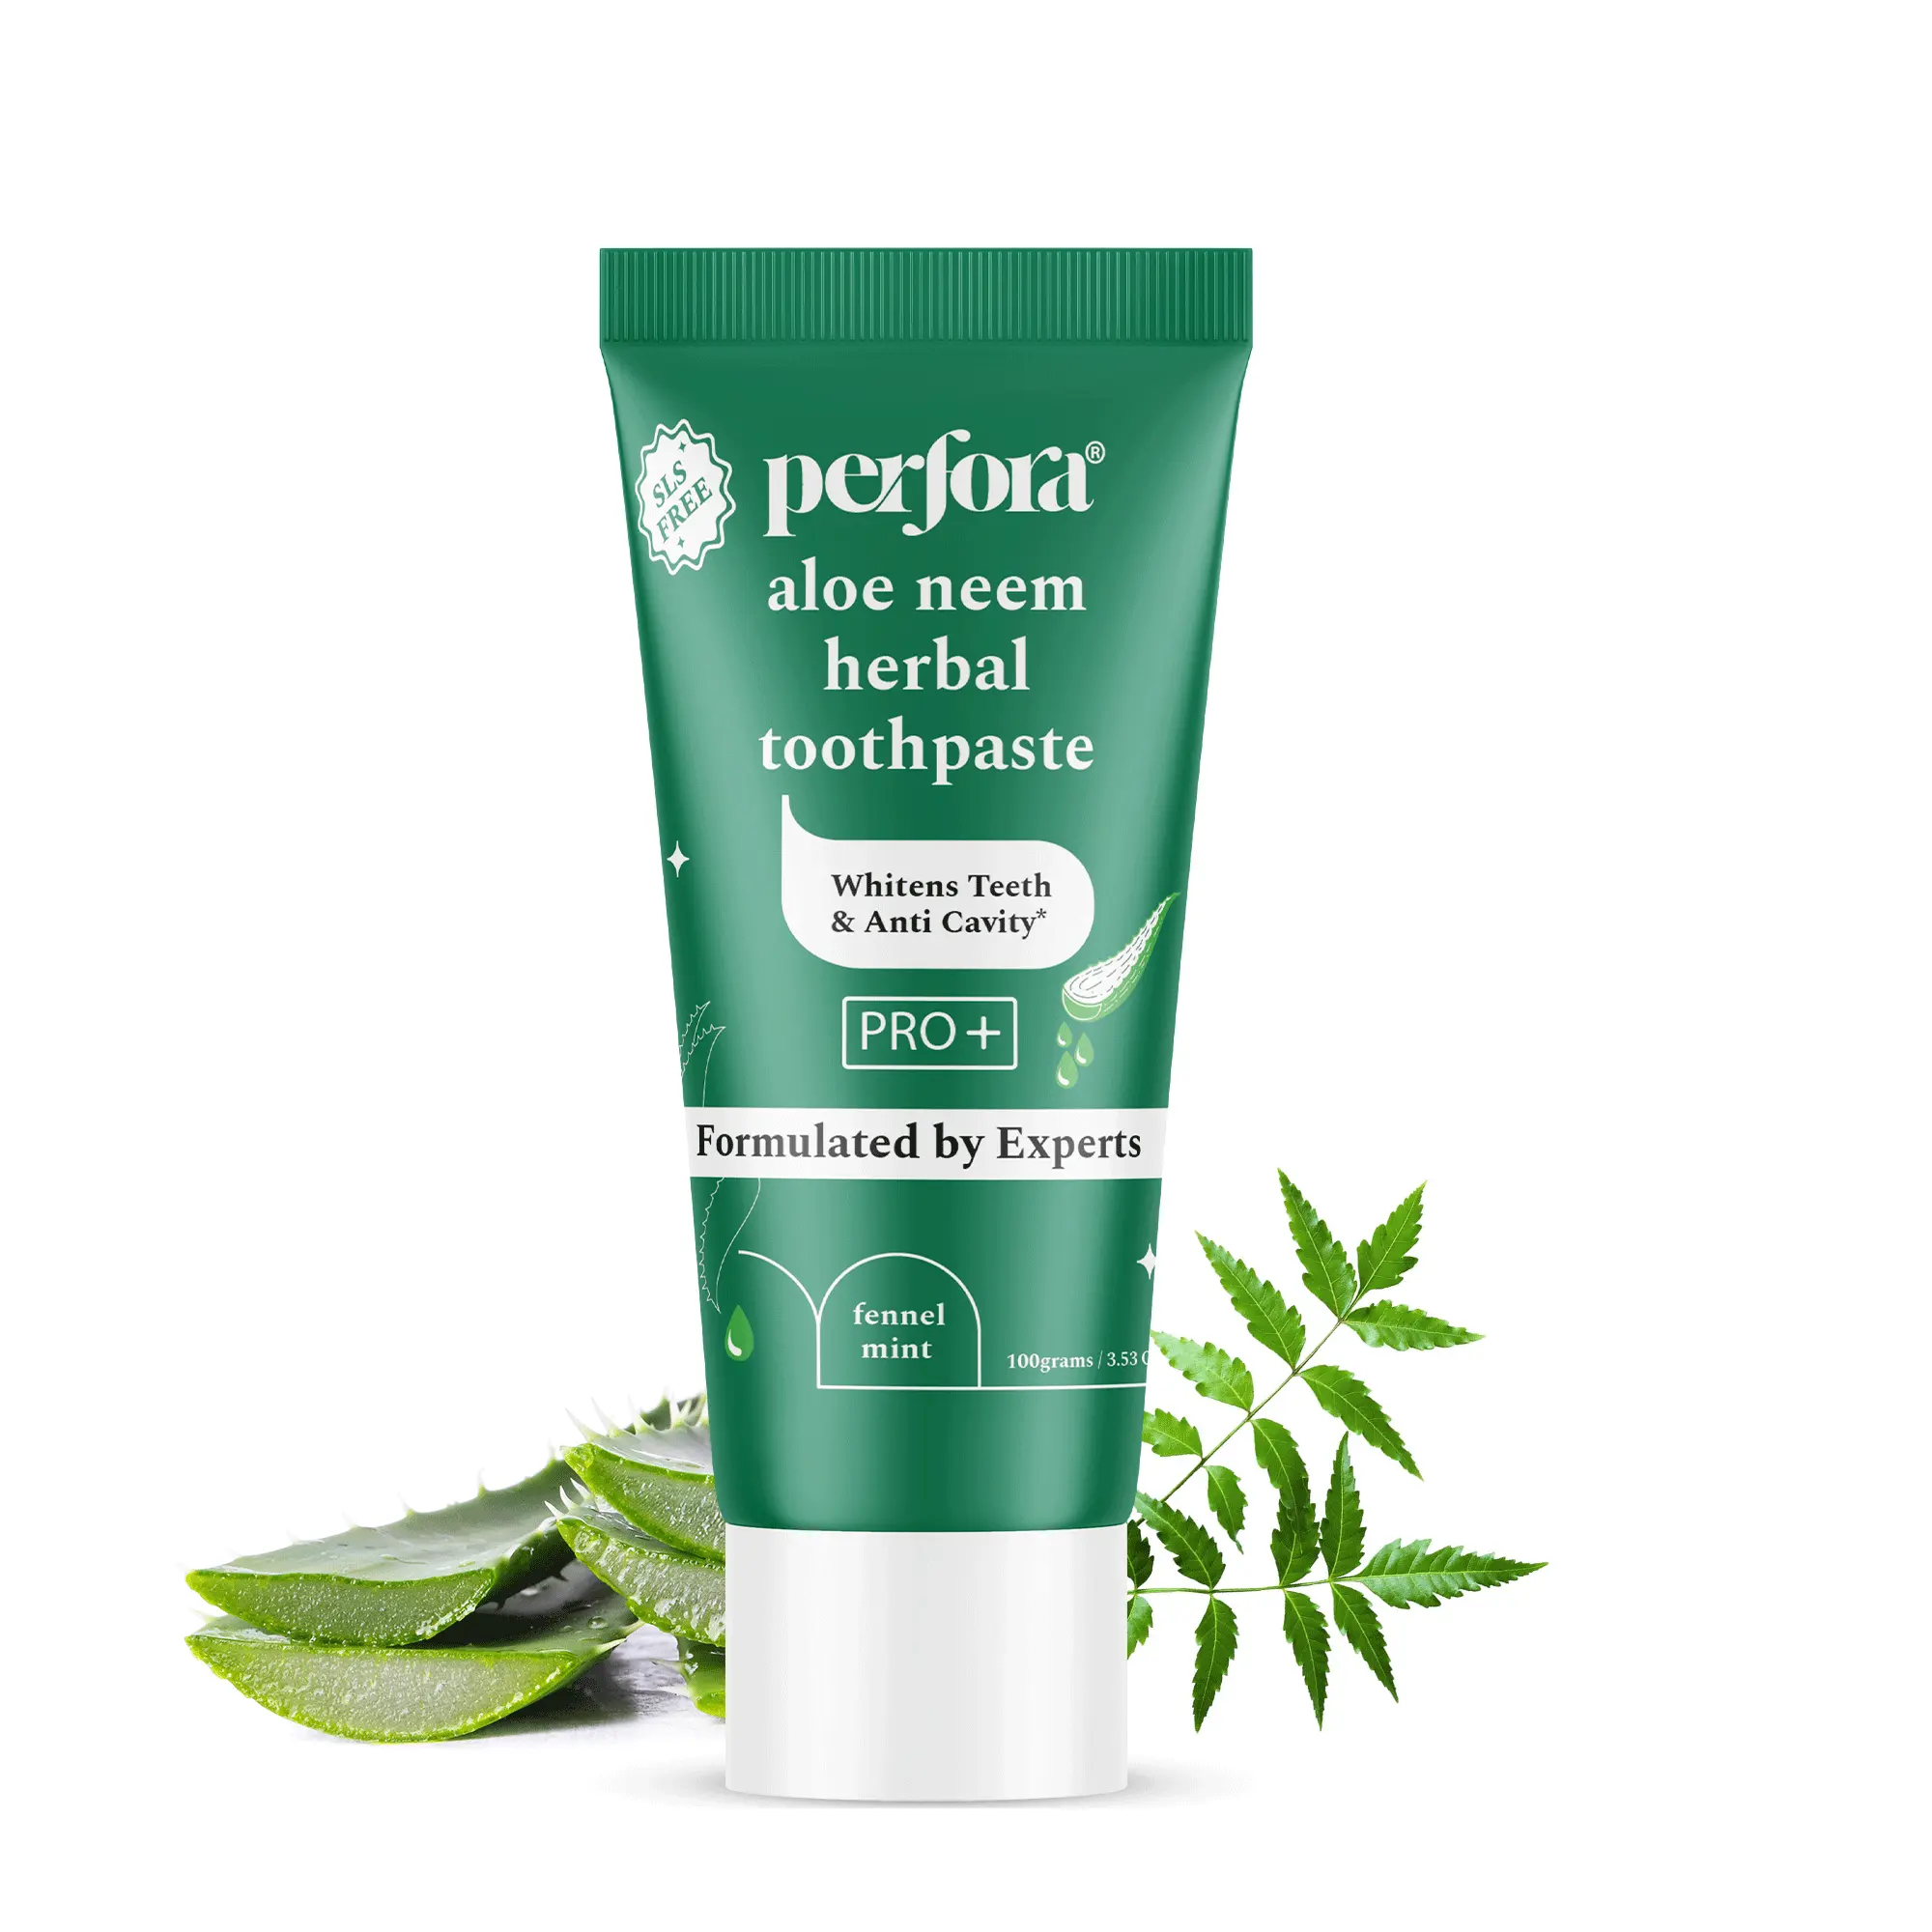 SLS
FREE
perfora®
aloe neem
herbal
toothpaste
Whitens Teeth
& Anti Cavity*
PRO+
Formulated by Experts
fennel
mint
100grams / 3.53